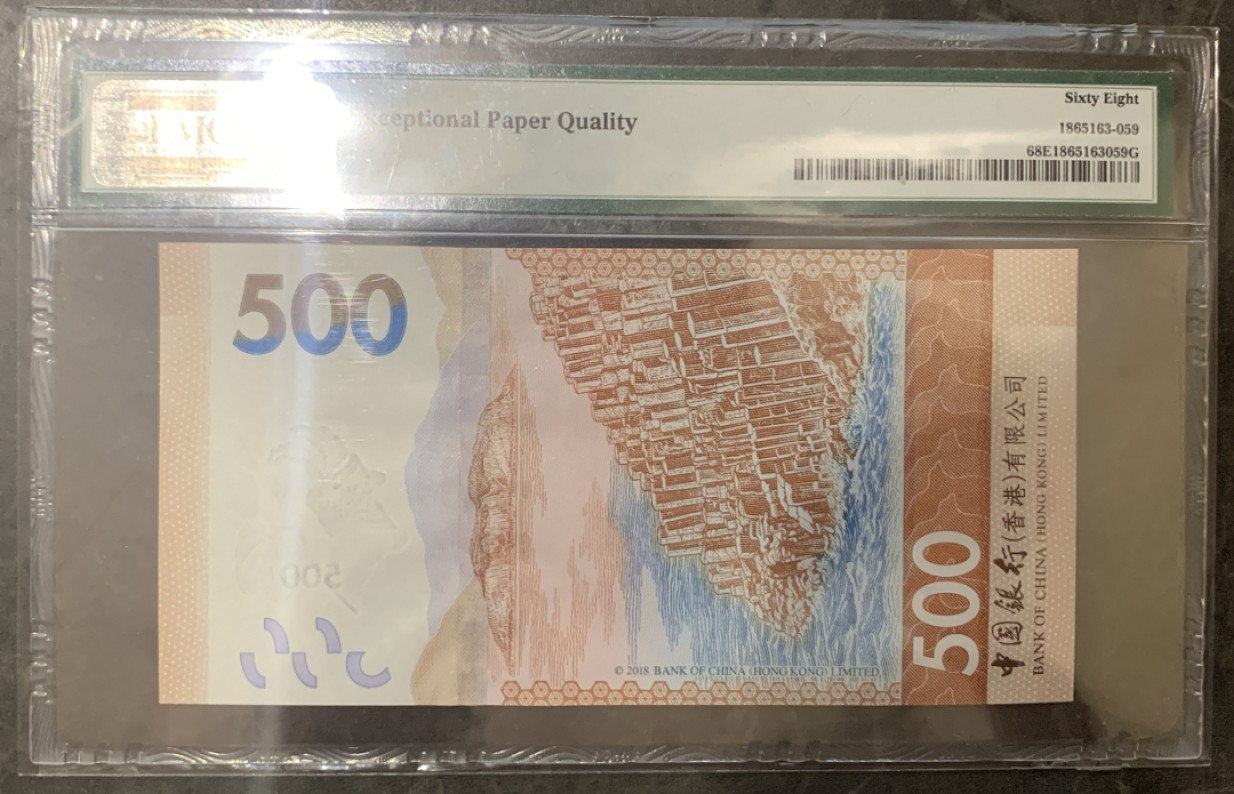 Exceptional Paper Quality
Sixty Eight
1865163-059
68E1865163059G
500
500
© 2018 BANK OF CHINA (HONG KONG) LIMITED
500
中国银行(香港)有限公司
BANK OF CHINA (HONG KONG) LIMITED